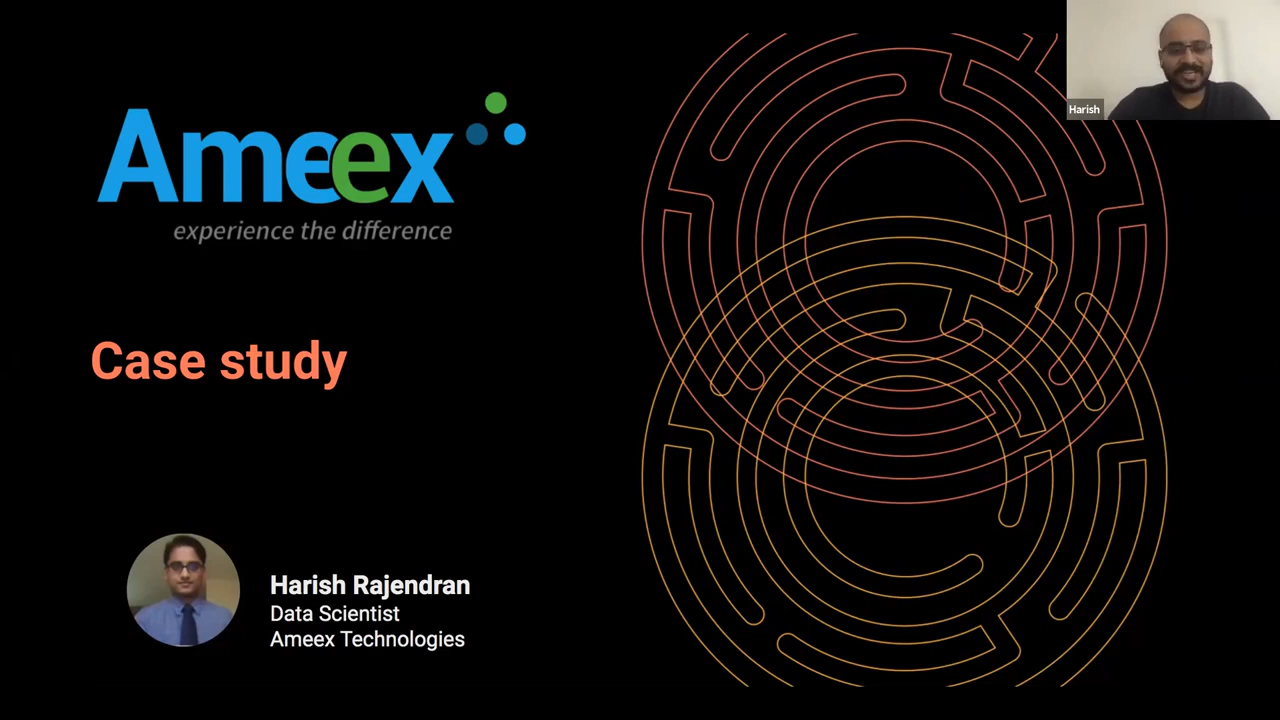 Harish
Ameex
experience the difference
Case study
Harish Rajendran
Data Scientist
Ameex Technologies